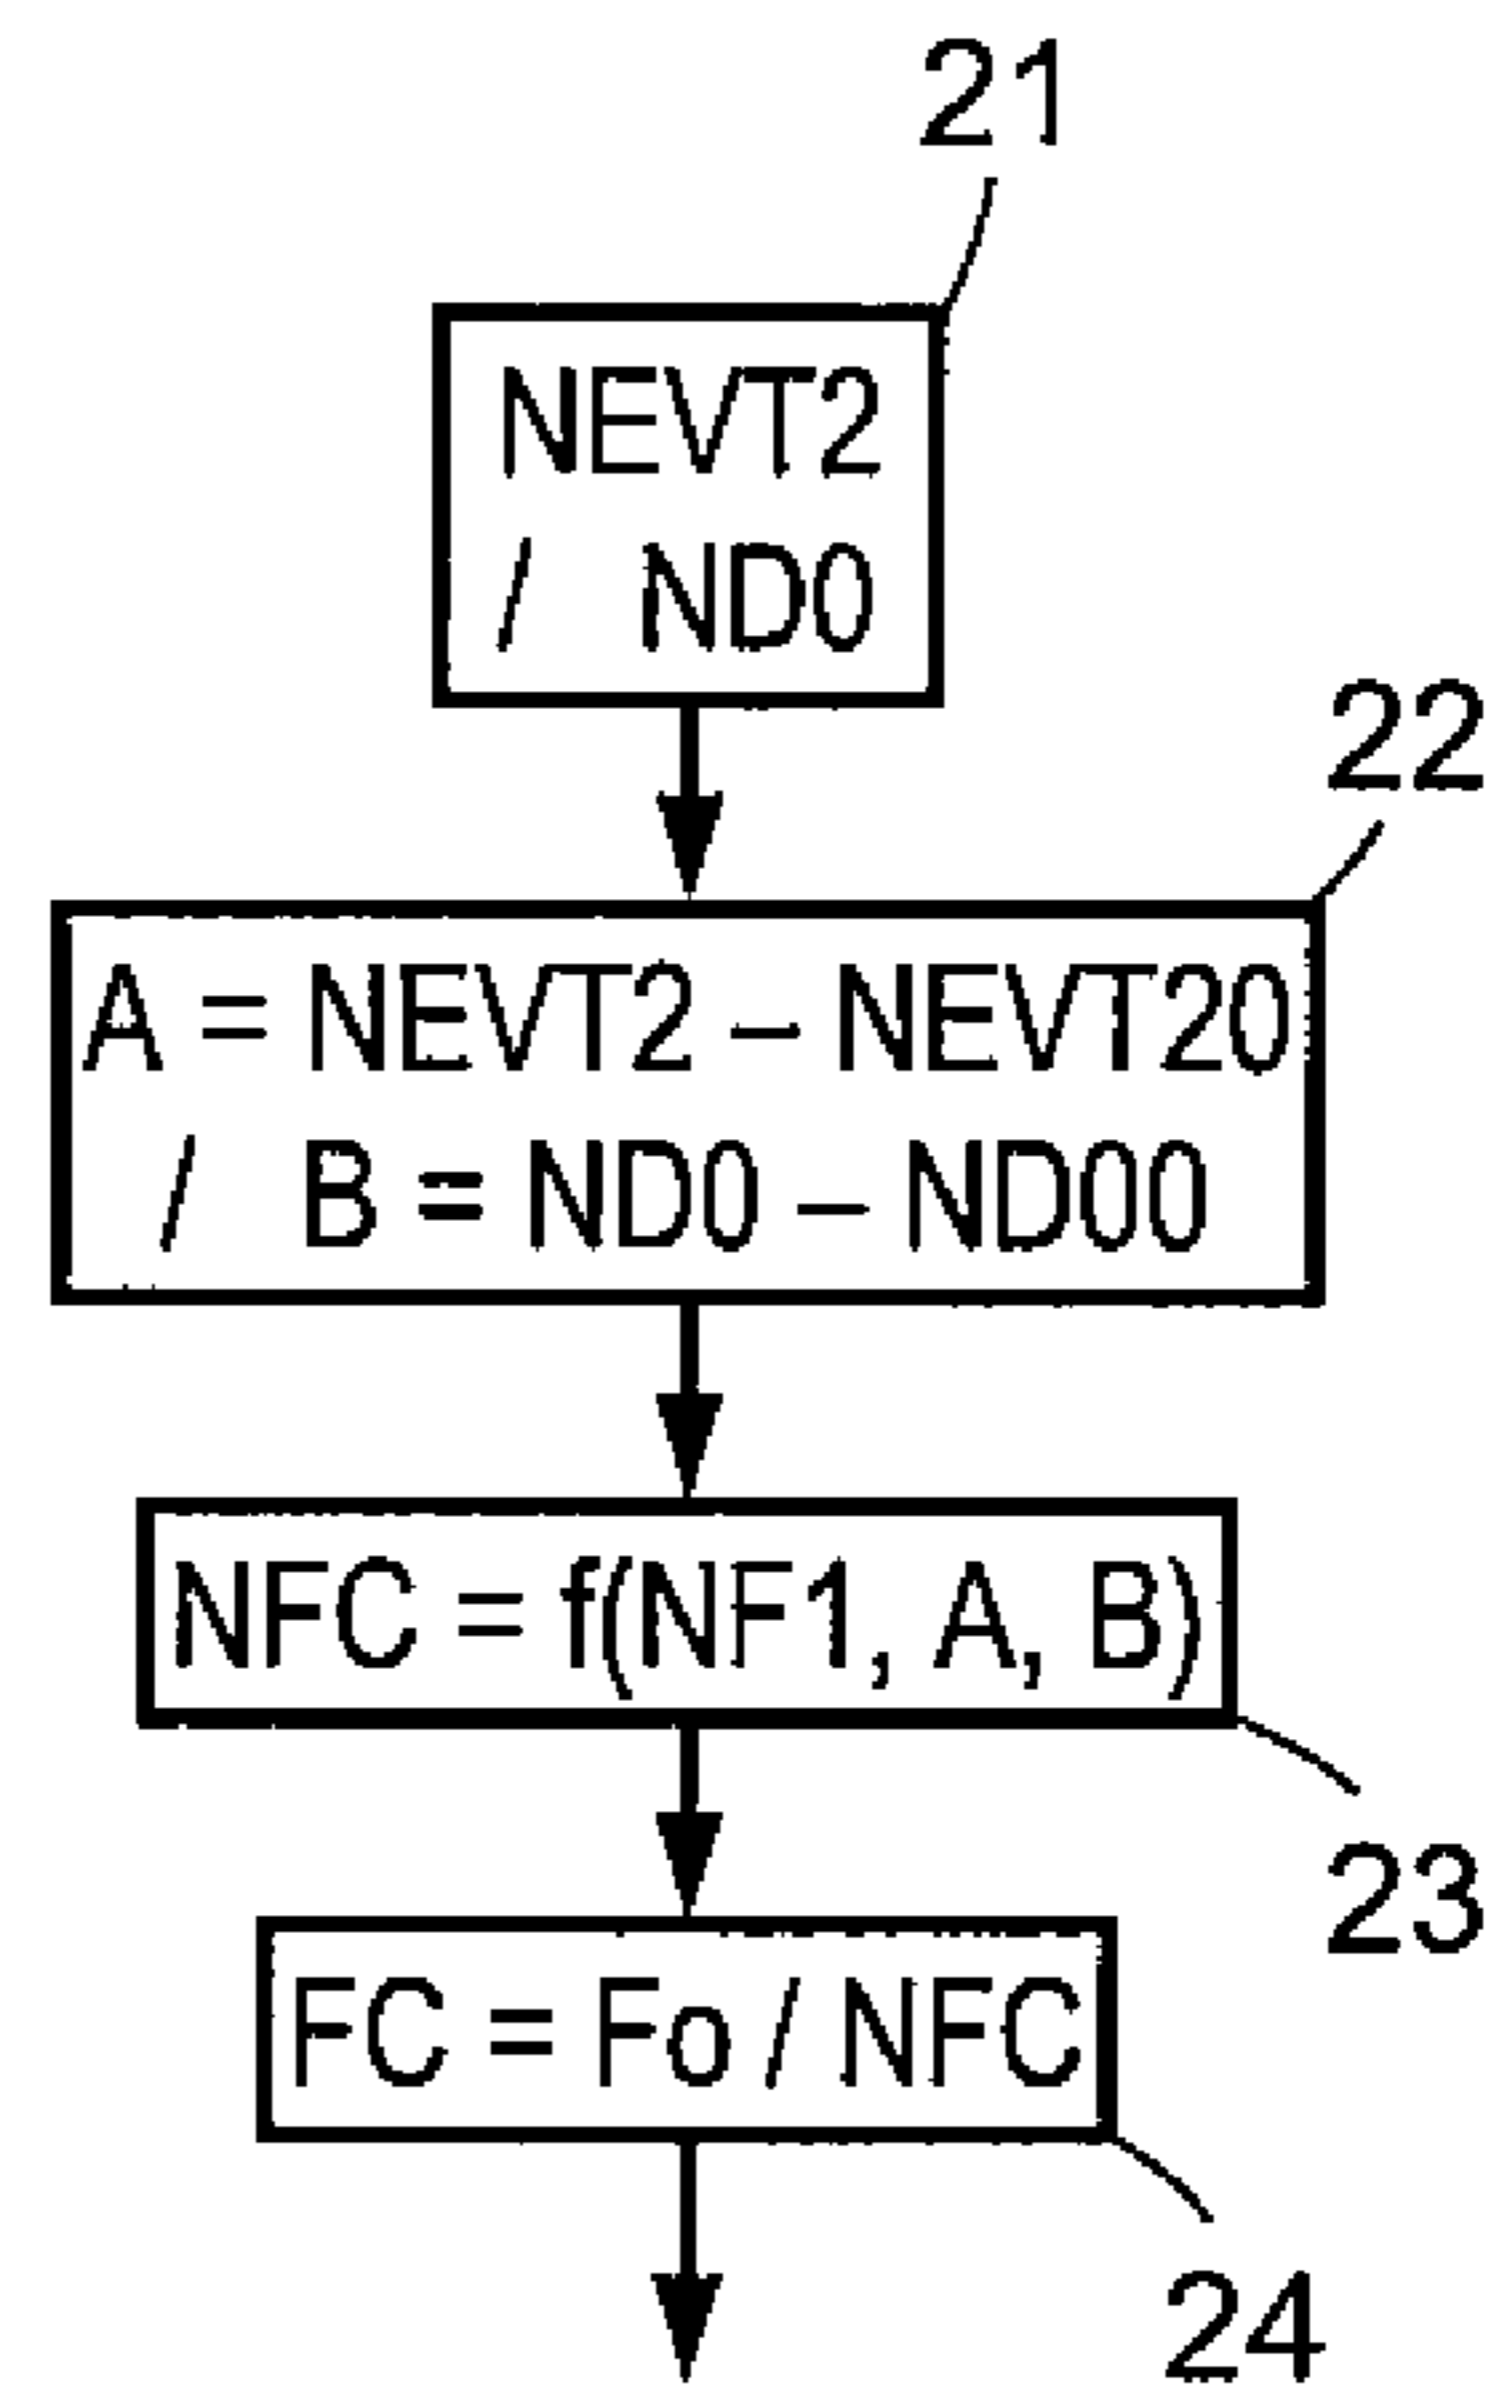 21
NEVT2
/ ND0
22
A = NEVT2 – NEVT20
/ B = ND0 – ND00
NFC = f(NF1, A, B)
23
FC = Fo / NFC
24